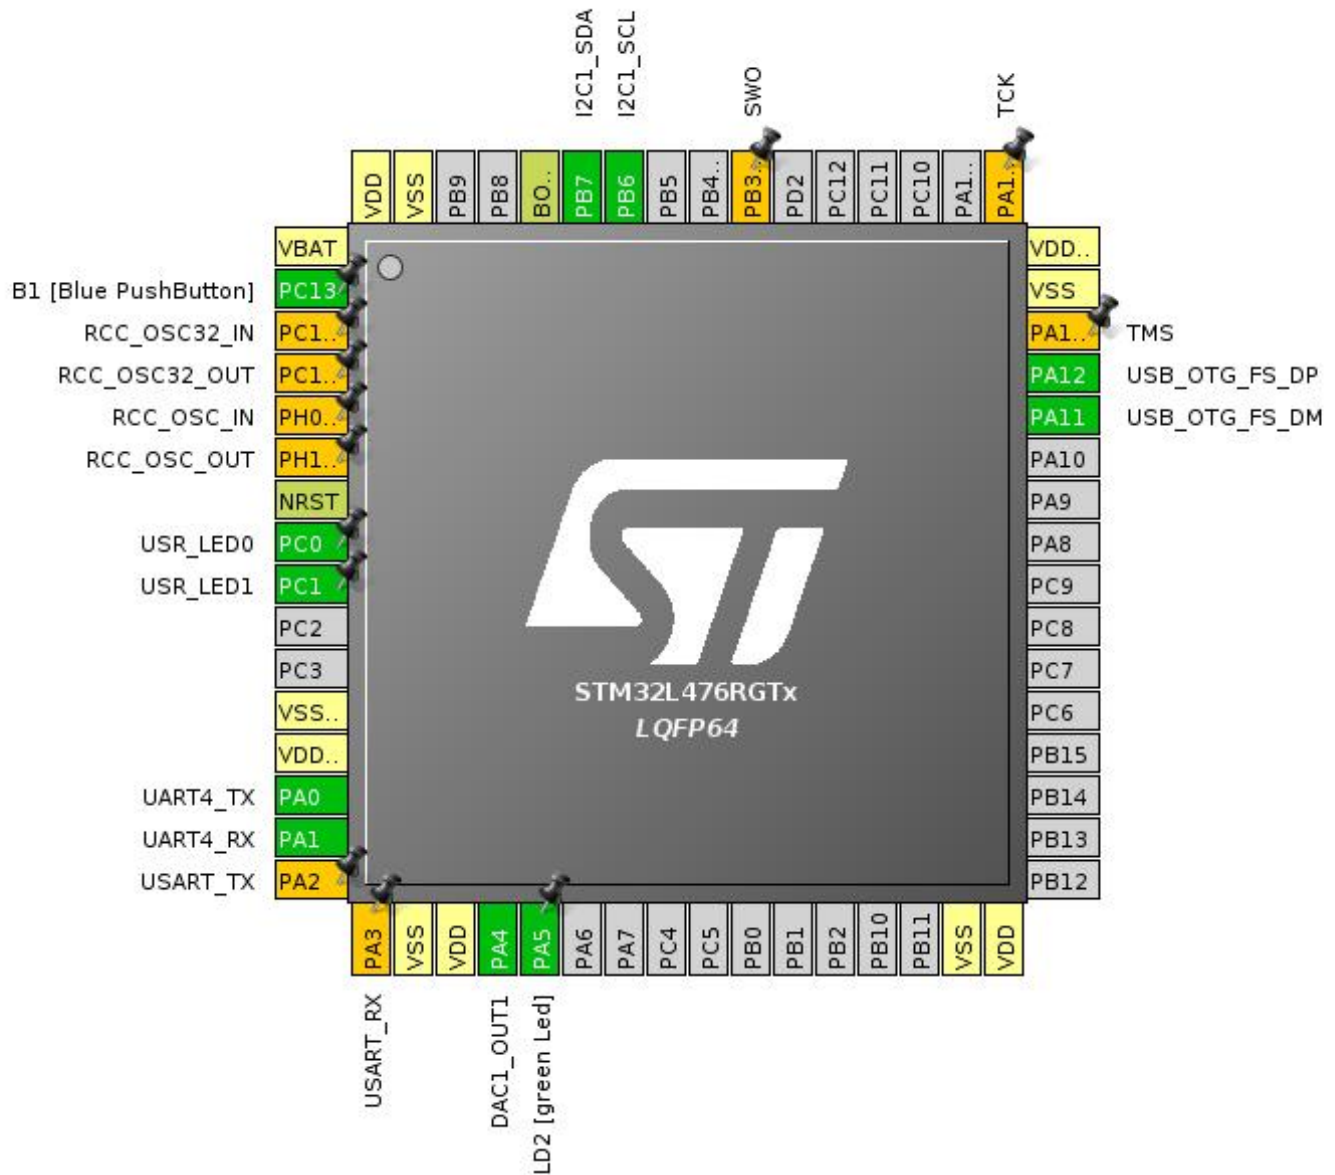 I2C1_SDA
I2C1_SCL
SWO
TCK
VDD
VSS
PB9
PB8
BO..
PB7
PB6
PB5
PB4..
PB3..
PD2
PC12
PC11
PC10
PA1..
PA1..
VBAT
B1 [Blue PushButton] PC13
RCC_OSC32_IN PC1..
RCC_OSC32_OUT PC1..
RCC_OSC_IN PH0..
RCC_OSC_OUT PH1..
NRST
USR_LED0 PC0
USR_LED1 PC1
PC2
PC3
VSS..
VDD..
UART4_TX PA0
UART4_RX PA1
USART_TX PA2
STM32L476RGTx
LQFP64
VDD..
VSS
PA1.. TMS
PA12 USB_OTG_FS_DP
PA11 USB_OTG_FS_DM
PA10
PA9
PA8
PC9
PC8
PC7
PC6
PB15
PB14
PB13
PB12
PA3
VSS
VDD
PA4
PA5
PA6
PA7
PC4
PC5
PB0
PB1
PB2
PB10
PB11
VSS
VDD
USART_RX
DAC1_OUT1
LD2 [green Led]